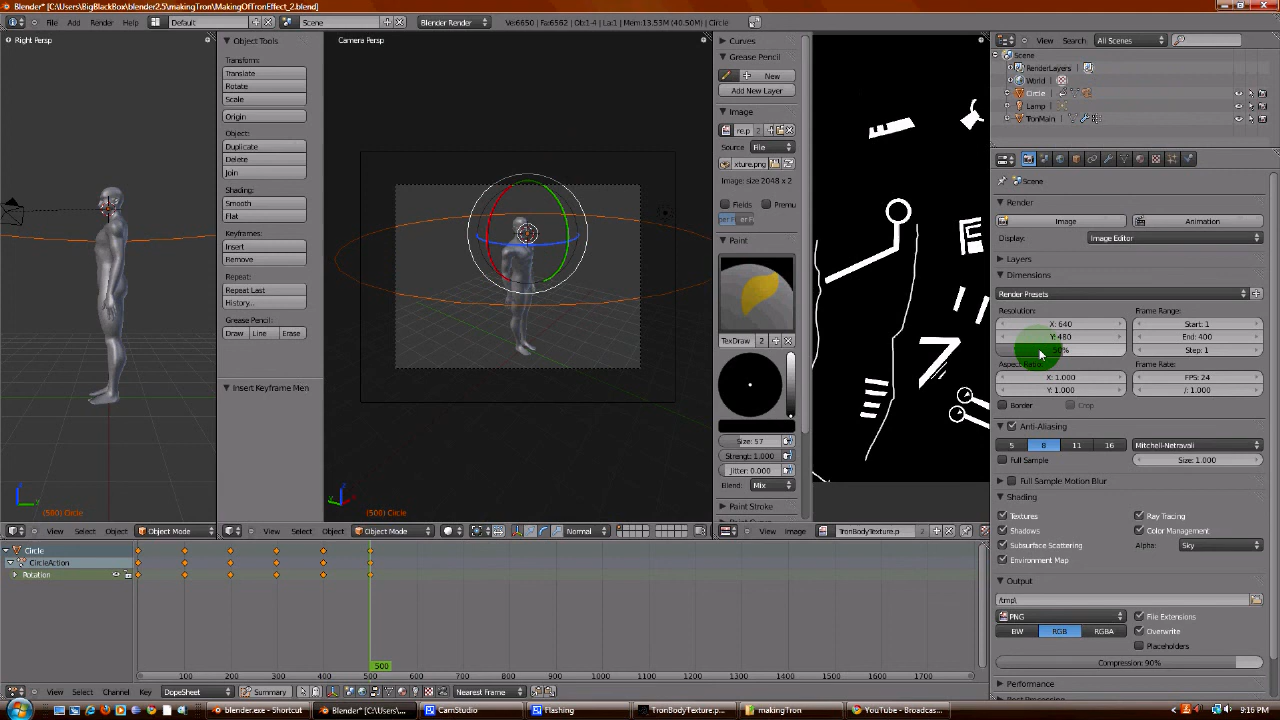 Blender* [C:\Users\BigBlackBox\blender2.5\makingTron\MakingOfTronEffect_2.blend]
File Add Render Help Default Scene Blender Render Ve:6650 | Fa:6562 | Ob:1-4 | La:1 | Mem:13.53M (40.50M) | Circle
Right Persp
Object Tools
Transform:
Translate
Rotate
Scale
Origin
Object:
Duplicate
Delete
Join
Shading:
Smooth
Flat
Keyframes:
Insert
Remove
Repeat:
Repeat Last
History...
Grease Pencil:
Draw Line Erase
Insert Keyframe Men
Camera Persp
(500) Circle
(500) Circle
Curves
Grease Pencil
New
Add New Layer
Image
re.p 2
Source File
xture.png
Image: size 2048 x 2
Fields Premu
Paint
TexDraw 2
Size: 57
Strengt: 1.000
Jitter: 0.000
Blend: Mix
Paint Stroke
View Search: All Scenes
Scene
RenderLayers
World
Circle
Lamp
TronMain
Scene
Render
Image Animation
Display: Image Editor
Layers
Dimensions
Render Presets
Resolution: Frame Range:
X: 640 Start: 1
Y: 480 End: 400
50% Step: 1
Aspect Ratio: Frame Rate:
X: 1.000 FPS: 24
Y: 1.000 /: 1.000
Border Crop
Anti-Aliasing
5 8 11 16 Mitchell-Netravali
Full Sample Size: 1.000
Full Sample Motion Blur
Shading
Textures Ray Tracing
Shadows Color Management
Subsurface Scattering Alpha: Sky
Environment Map
Output
/tmp\
PNG File Extensions
BW RGB RGBA Overwrite
Placeholders
Compression: 90%
Performance
View Select Object Object Mode
View Select Object Object Mode Normal
View Image TronBodyTexture.p 2
Circle
CircleAction
Rotation
500
100 200 300 400 500 600 700 800 900 1000 1100 1200 1300 1400 1500 1600 1700
View Select Channel Key DopeSheet Summary Nearest Frame
blender.exe - Shortcut Blender* [C:\Users\... CamStudio Flashing TronBodyTexture.p... makingTron YouTube - Broadcas... 9:16 PM